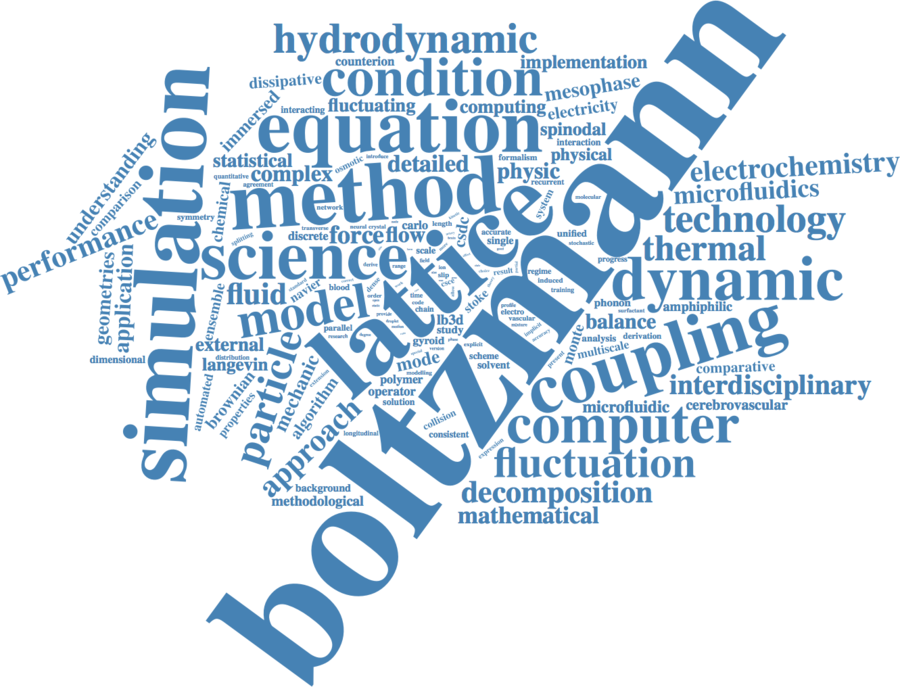 hydrodynamic
counterion
condition
implementation
dissipative
mesophase
simulation
boltzmann
immersed
interacting
fluctuating
computing
electricity
equation
spinodal
interaction
understanding
comparison
statistical
osmotic
introduce
detailed
formalism
physical
quantitative
complex
agreement
physic
recurrent
electrochemistry
performance
chemical
method
system
molecular
microfluidics
symmetry
network
technology
splitting
transverse
neural crystal
carlo
length
csdc
accurate
single
unified
stochastic
discrete
force
flow
thermal
geometries
application
science
lattice
scale
field
range
slip
result
regime
induced
training
progress
dynamic
ensemble
fluid
navier
blood
order
time
code
chain
stoke
profile
electro
vascular
mixture
phonon
surfactant
amphiphilic
model
parallel
research
lb3d
study
implicit
accuracy
balance
external
particle
gyroid
explicit
monte
analysis
derivation
coupling
dimensional
distribution
langevin
mechanic
mode
scheme
solvent
present
multiscale
comparative
automated
brownian
properties
extension
modelling
polymer
operator
solution
interdisciplinary
algorithm
approach
collision
microfluidic
cerebrovascular
longitudinal
consistent
computer
expression
fluctuation
background
methodological
decomposition
mathematical